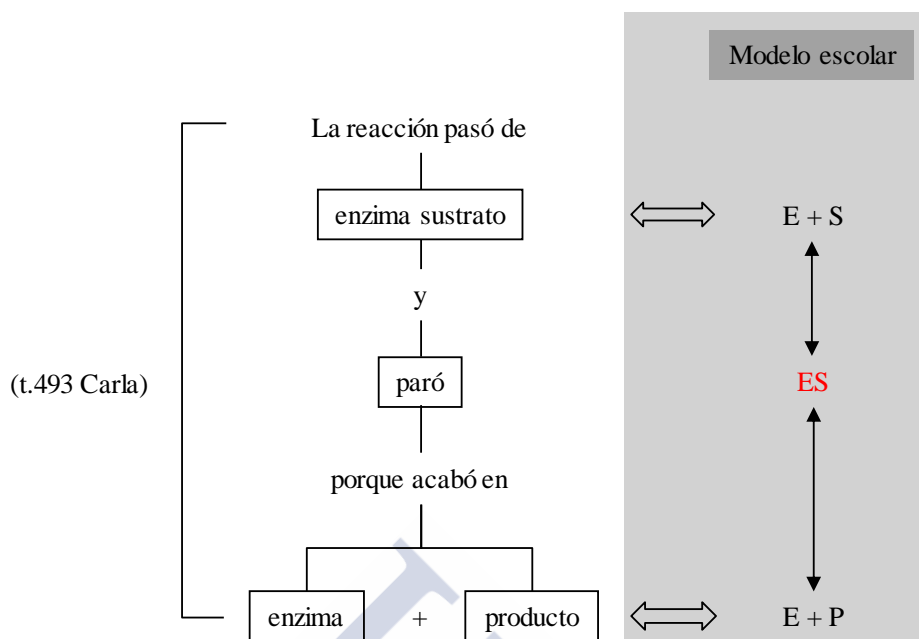 Modelo escolar
La reacción pasó de
enzima sustrato
E + S
y
(t.493 Carla)
paró
ES
porque acabó en
enzima + producto
E + P